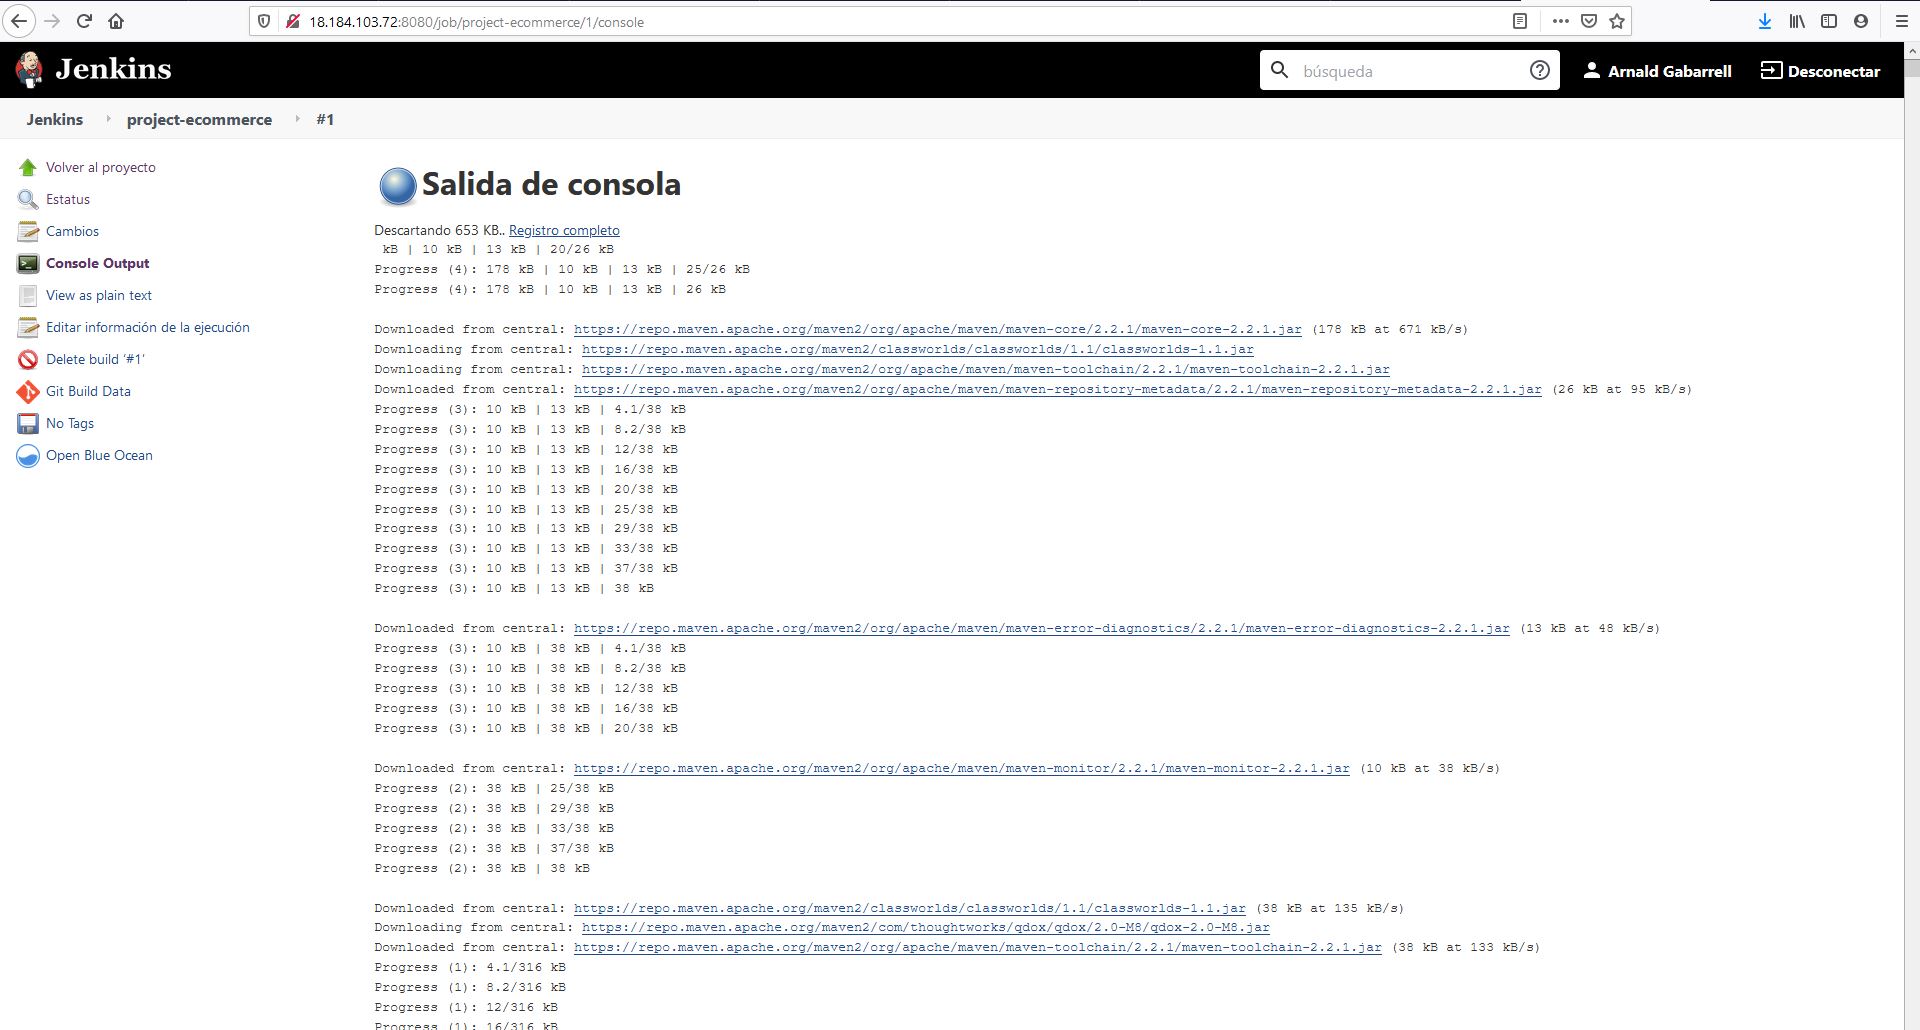 18.184.103.72:8080/job/project-ecommerce/1/console
Jenkins
búsqueda
Arnald Gabarrell
Desconectar
Jenkins
project-ecommerce
#1
Volver al proyecto
Estatus
Cambios
Console Output
View as plain text
Editar información de la ejecución
Delete build ‘#1’
Git Build Data
No Tags
Open Blue Ocean
Salida de consola
Descartando 653 KB.. Registro completo
kB | 10 kB | 13 kB | 20/26 kB
Progress (4): 178 kB | 10 kB | 13 kB | 25/26 kB
Progress (4): 178 kB | 10 kB | 13 kB | 26 kB
Downloaded from central: https://repo.maven.apache.org/maven2/org/apache/maven/maven-core/2.2.1/maven-core-2.2.1.jar (178 kB at 671 kB/s)
Downloading from central: https://repo.maven.apache.org/maven2/classworlds/classworlds/1.1/classworlds-1.1.jar
Downloading from central: https://repo.maven.apache.org/maven2/org/apache/maven/maven-toolchain/2.2.1/maven-toolchain-2.2.1.jar
Downloaded from central: https://repo.maven.apache.org/maven2/org/apache/maven/maven-repository-metadata/2.2.1/maven-repository-metadata-2.2.1.jar (26 kB at 95 kB/s)
Progress (3): 10 kB | 13 kB | 4.1/38 kB
Progress (3): 10 kB | 13 kB | 8.2/38 kB
Progress (3): 10 kB | 13 kB | 12/38 kB
Progress (3): 10 kB | 13 kB | 16/38 kB
Progress (3): 10 kB | 13 kB | 20/38 kB
Progress (3): 10 kB | 13 kB | 25/38 kB
Progress (3): 10 kB | 13 kB | 29/38 kB
Progress (3): 10 kB | 13 kB | 33/38 kB
Progress (3): 10 kB | 13 kB | 37/38 kB
Progress (3): 10 kB | 13 kB | 38 kB
Downloaded from central: https://repo.maven.apache.org/maven2/org/apache/maven/maven-error-diagnostics/2.2.1/maven-error-diagnostics-2.2.1.jar (13 kB at 48 kB/s)
Progress (3): 10 kB | 38 kB | 4.1/38 kB
Progress (3): 10 kB | 38 kB | 8.2/38 kB
Progress (3): 10 kB | 38 kB | 12/38 kB
Progress (3): 10 kB | 38 kB | 16/38 kB
Progress (3): 10 kB | 38 kB | 20/38 kB
Downloaded from central: https://repo.maven.apache.org/maven2/org/apache/maven/maven-monitor/2.2.1/maven-monitor-2.2.1.jar (10 kB at 38 kB/s)
Progress (2): 38 kB | 25/38 kB
Progress (2): 38 kB | 29/38 kB
Progress (2): 38 kB | 33/38 kB
Progress (2): 38 kB | 37/38 kB
Progress (2): 38 kB | 38 kB
Downloaded from central: https://repo.maven.apache.org/maven2/classworlds/classworlds/1.1/classworlds-1.1.jar (38 kB at 135 kB/s)
Downloading from central: https://repo.maven.apache.org/maven2/com/thoughtworks/qdox/qdox/2.0-M8/qdox-2.0-M8.jar
Downloaded from central: https://repo.maven.apache.org/maven2/org/apache/maven/maven-toolchain/2.2.1/maven-toolchain-2.2.1.jar (38 kB at 133 kB/s)
Progress (1): 4.1/316 kB
Progress (1): 8.2/316 kB
Progress (1): 12/316 kB
Progress (1): 16/316 kB